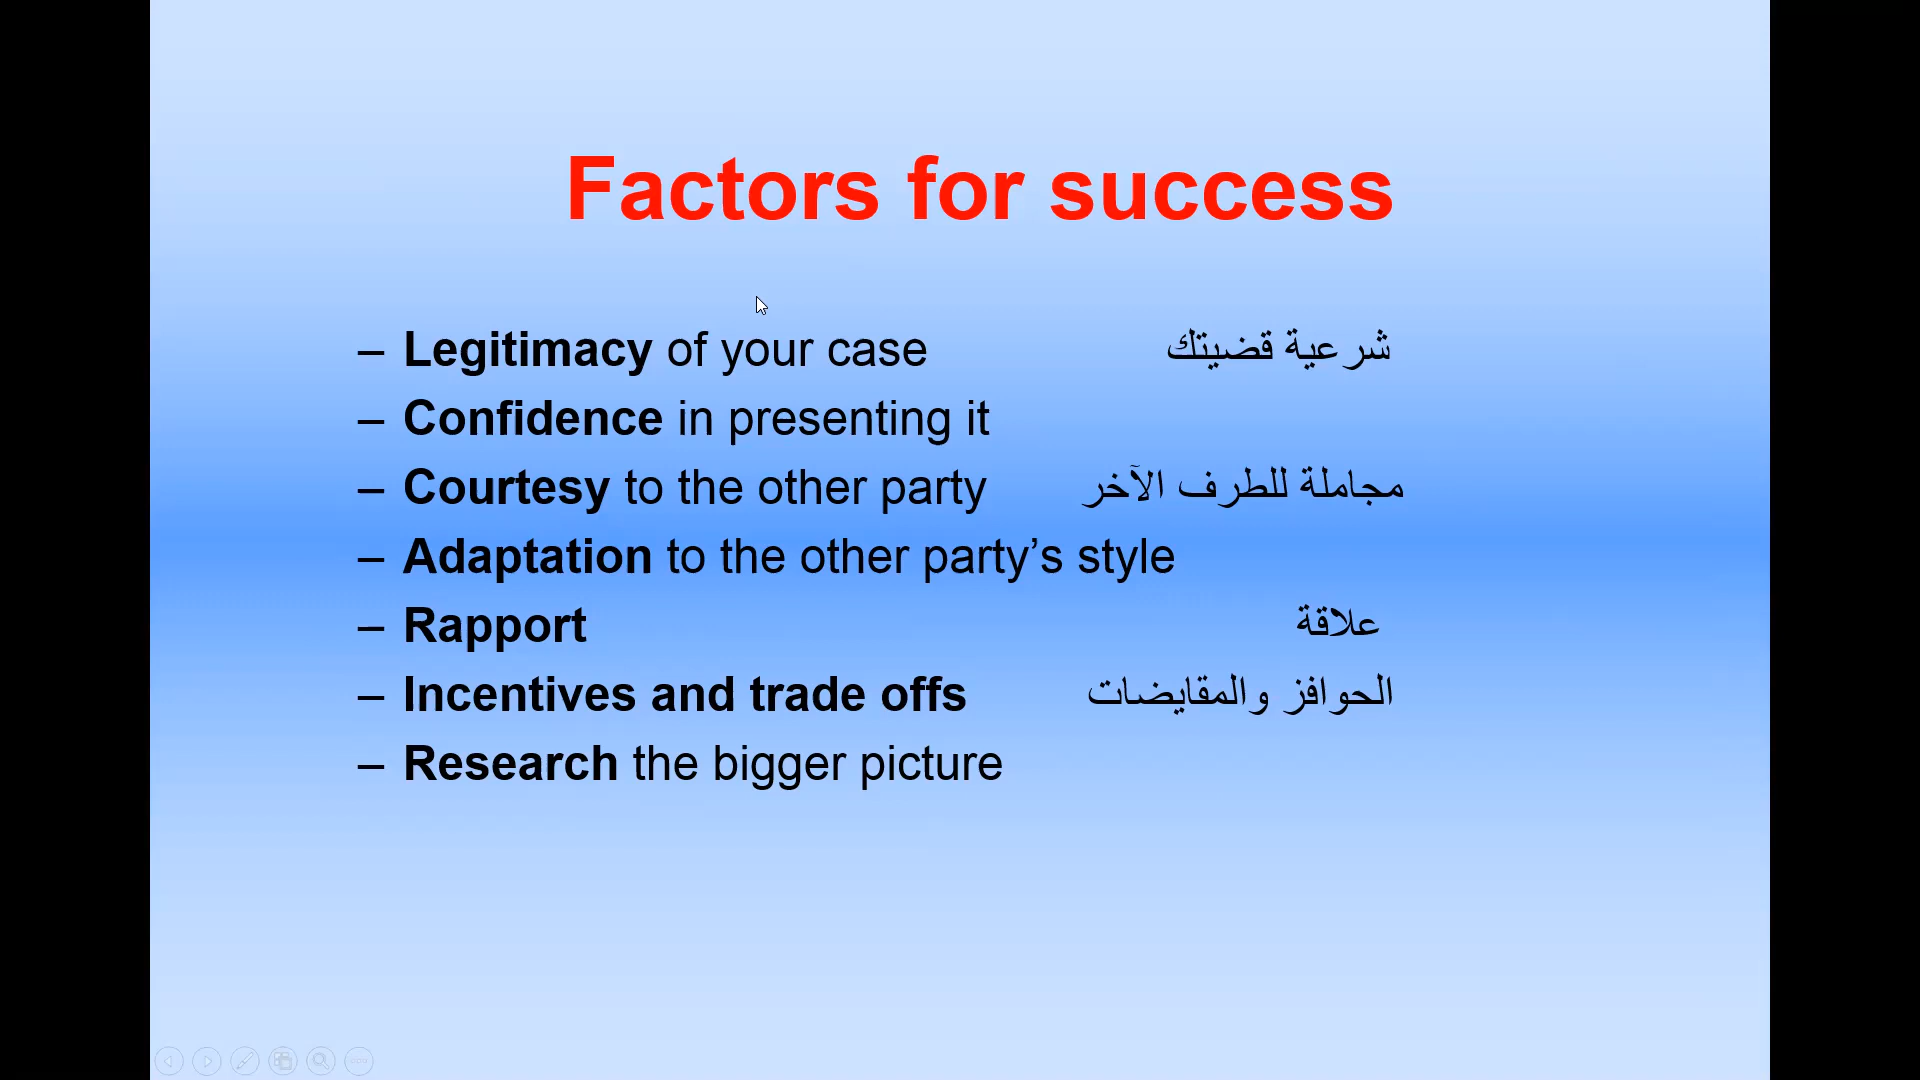 Factors for success
– Legitimacy of your case شرعية قضيتك
– Confidence in presenting it
– Courtesy to the other party مجاملة للطرف الآخر
– Adaptation to the other party’s style
– Rapport علاقة
– Incentives and trade offs الحوافز والمقايضات
– Research the bigger picture